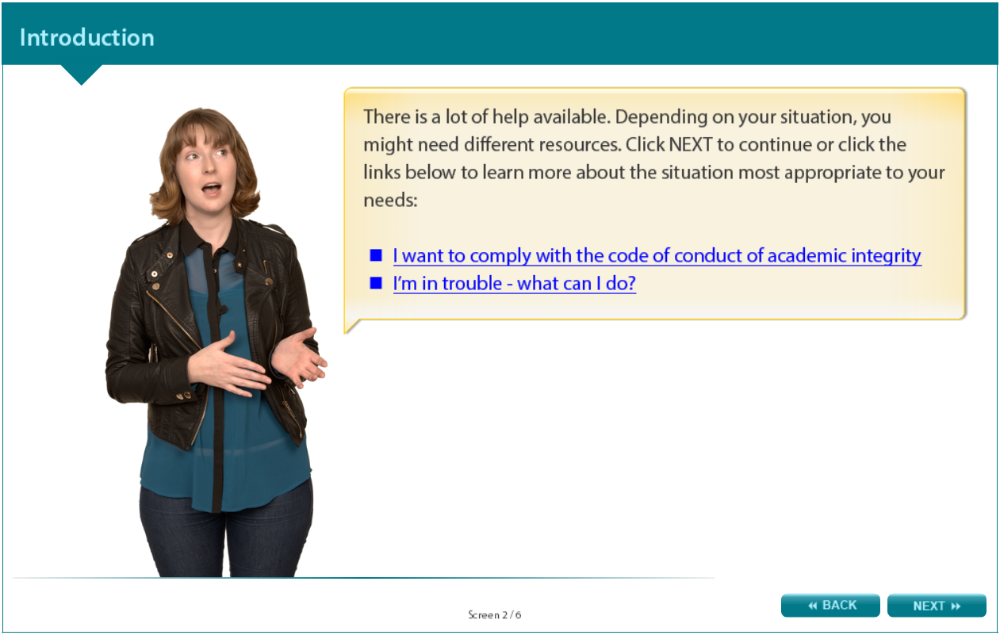 Introduction
There is a lot of help available. Depending on your situation, you
might need different resources. Click NEXT to continue or click the
links below to learn more about the situation most appropriate to your
needs:
I want to comply with the code of conduct of academic integrity
I'm in trouble - what can I do?
Screen 2 / 6
BACK
NEXT